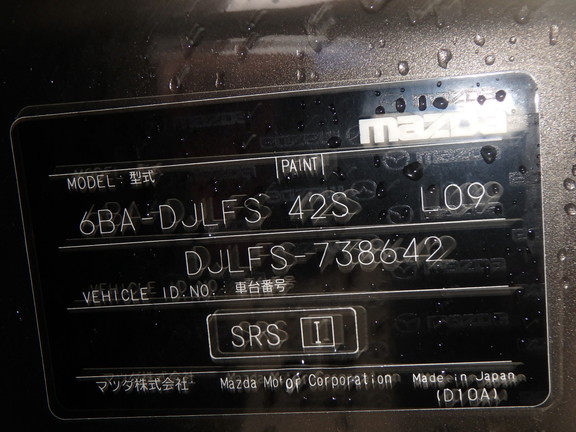 mazda
MODEL : 型式 PAINT
6BA-DJLFS 42S L09
DJLFS-738642
VEHICLE ID.NO. : 車台番号
SRS I
マツダ株式会社 Mazda Motor Corporation Made in Japan
(D10A)